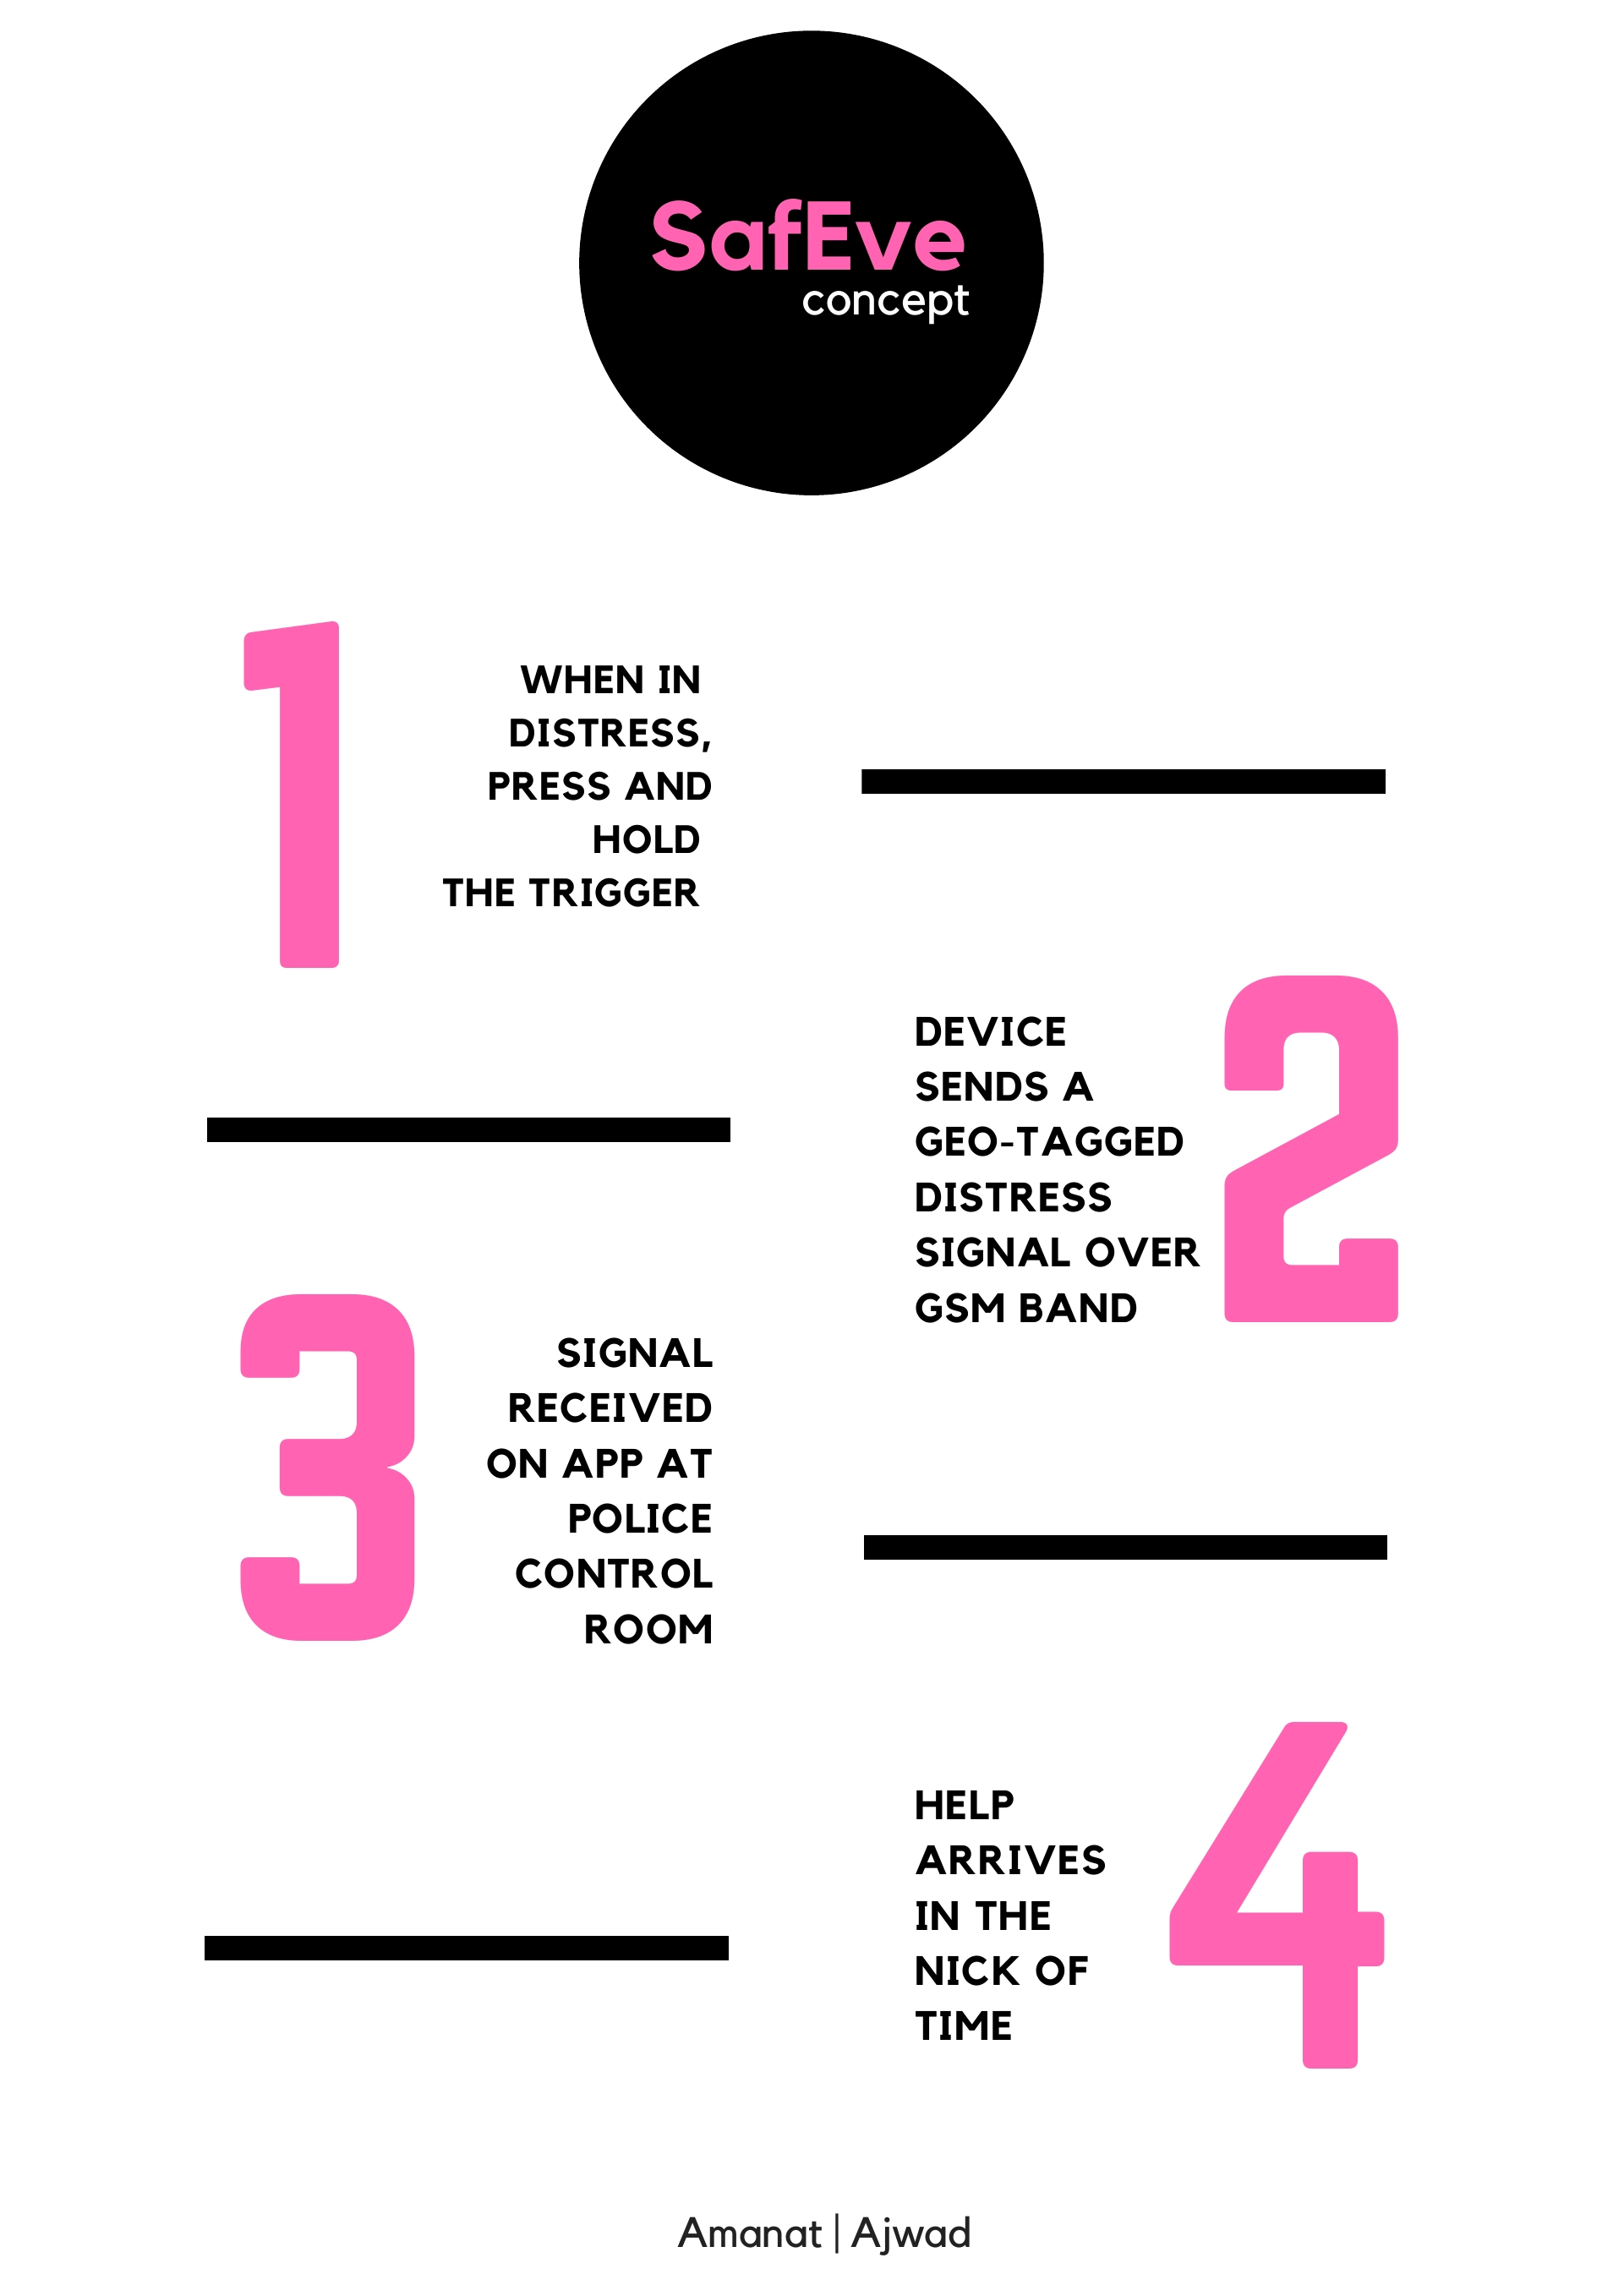 SafEve
concept
1
WHEN IN
DISTRESS,
PRESS AND
HOLD
THE TRIGGER
2
DEVICE
SENDS A
GEO-TAGGED
DISTRESS
SIGNAL OVER
GSM BAND
3
SIGNAL
RECEIVED
ON APP AT
POLICE
CONTROL
ROOM
4
HELP
ARRIVES
IN THE
NICK OF
TIME
Amanat | Ajwad